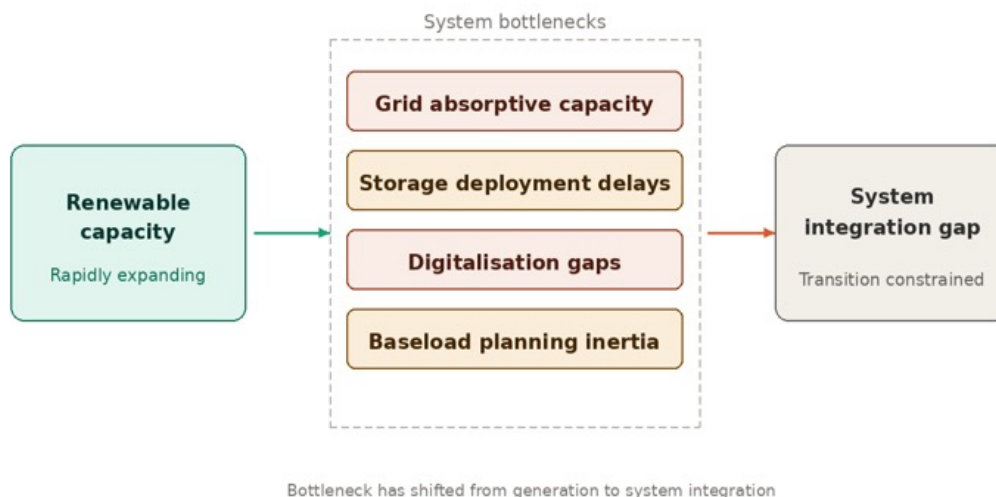 System bottlenecks
Grid absorptive capacity
Storage deployment delays
Digitalisation gaps
Baseload planning inertia
Renewable
capacity
Rapidly expanding
System
integration gap
Transition constrained
Bottleneck has shifted from generation to system integration